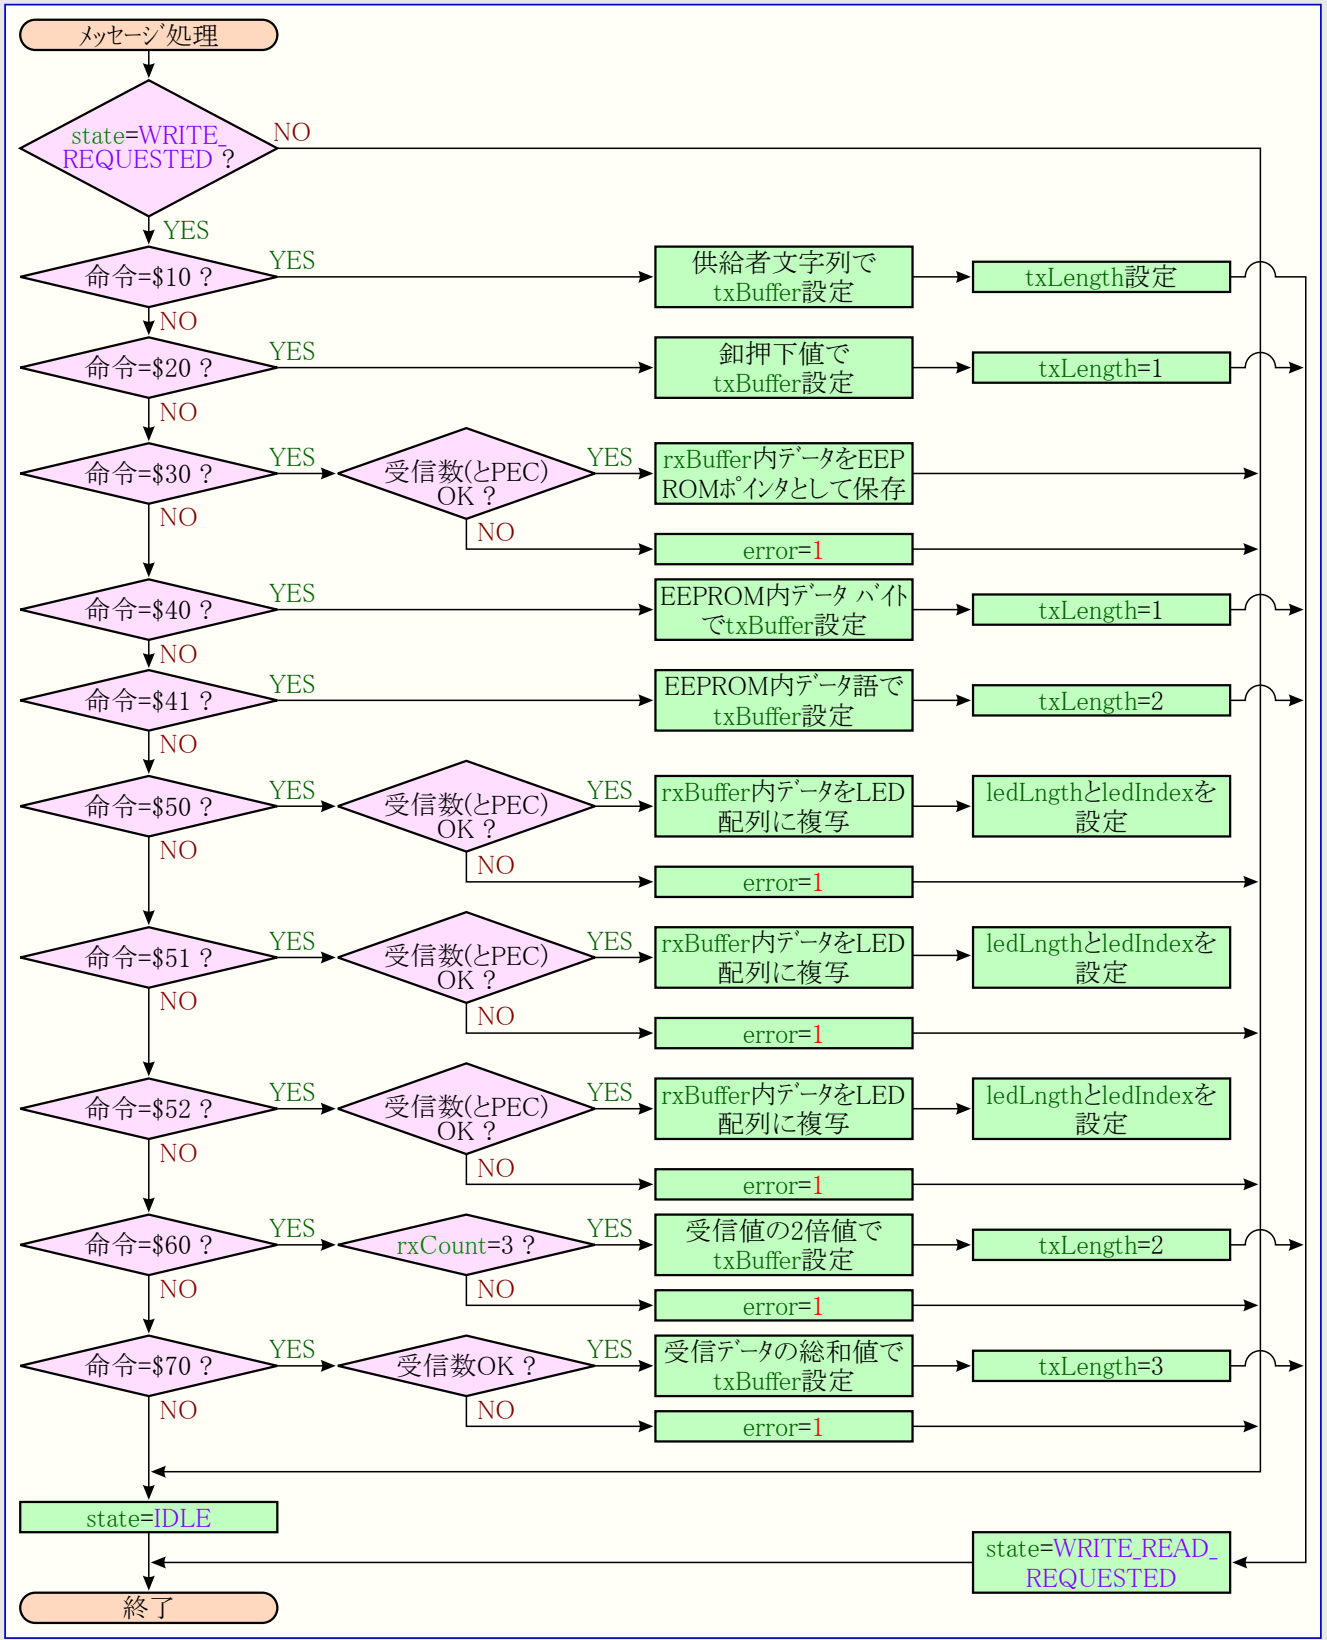 メッセージ処理
state=WRITE_
REQUESTED ?
NO
YES
命令=$10 ?
YES
供給者文字列で
txBuffer設定
txLength設定
NO
命令=$20 ?
YES
釦押下値で
txBuffer設定
txLength=1
NO
命令=$30 ?
YES
受信数(とPEC)
OK ?
YES
rxBuffer内データをEEP
ROMポインタとして保存
NO
NO
error=1
命令=$40 ?
YES
EEPROM内データ バイト
でtxBuffer設定
txLength=1
NO
命令=$41 ?
YES
EEPROM内データ語で
txBuffer設定
txLength=2
NO
命令=$50 ?
YES
受信数(とPEC)
OK ?
YES
rxBuffer内データをLED
配列に複写
ledLngthとledIndexを
設定
NO
NO
error=1
命令=$51 ?
YES
受信数(とPEC)
OK ?
YES
rxBuffer内データをLED
配列に複写
ledLngthとledIndexを
設定
NO
NO
error=1
命令=$52 ?
YES
受信数(とPEC)
OK ?
YES
rxBuffer内データをLED
配列に複写
ledLngthとledIndexを
設定
NO
NO
error=1
命令=$60 ?
YES
rxCount=3 ?
YES
受信値の2倍値で
txBuffer設定
txLength=2
NO
NO
error=1
命令=$70 ?
YES
受信数OK ?
YES
受信データの総和値で
txBuffer設定
txLength=3
NO
NO
error=1
state=IDLE
state=WRITE_READ_
REQUESTED
終了